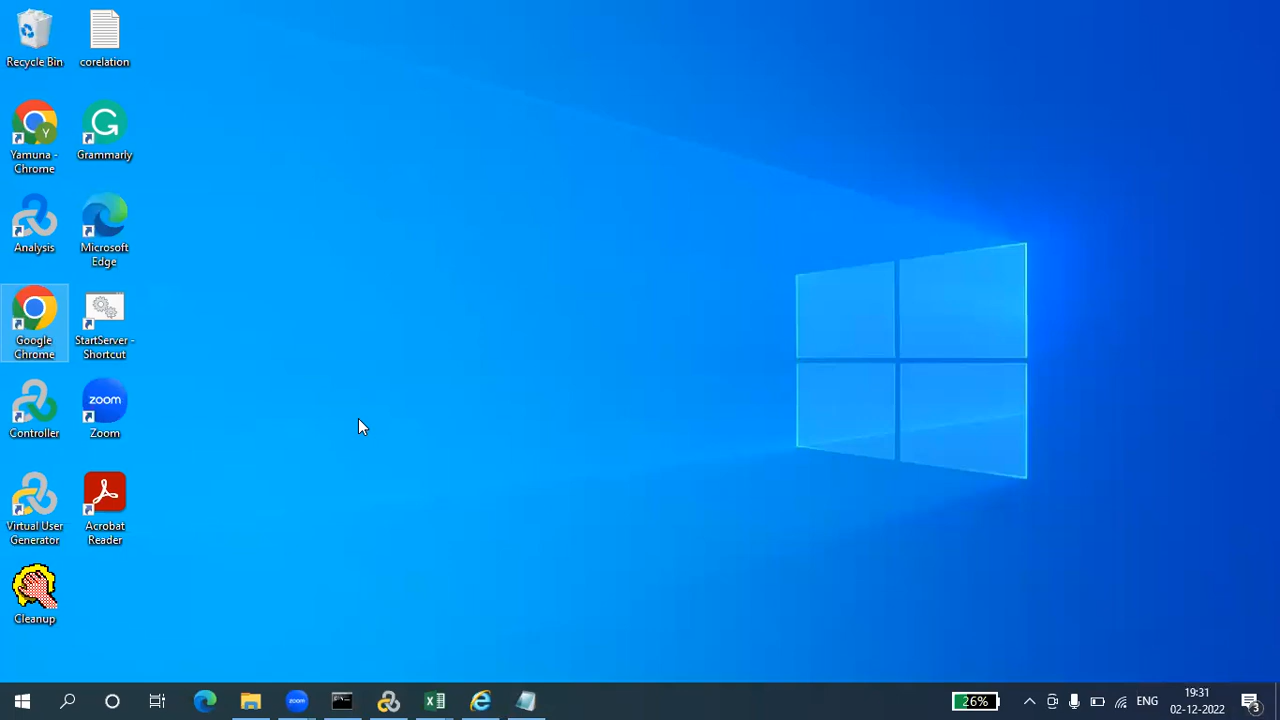 Recycle Bin
corelation
Yamuna -
Chrome
Y
Grammarly
Analysis
Microsoft
Edge
Google
Chrome
StartServer -
Shortcut
Controller
zoom
Zoom
Virtual User
Generator
Acrobat
Reader
Cleanup
zoom
26%
ENG
19:31
02-12-2022
3